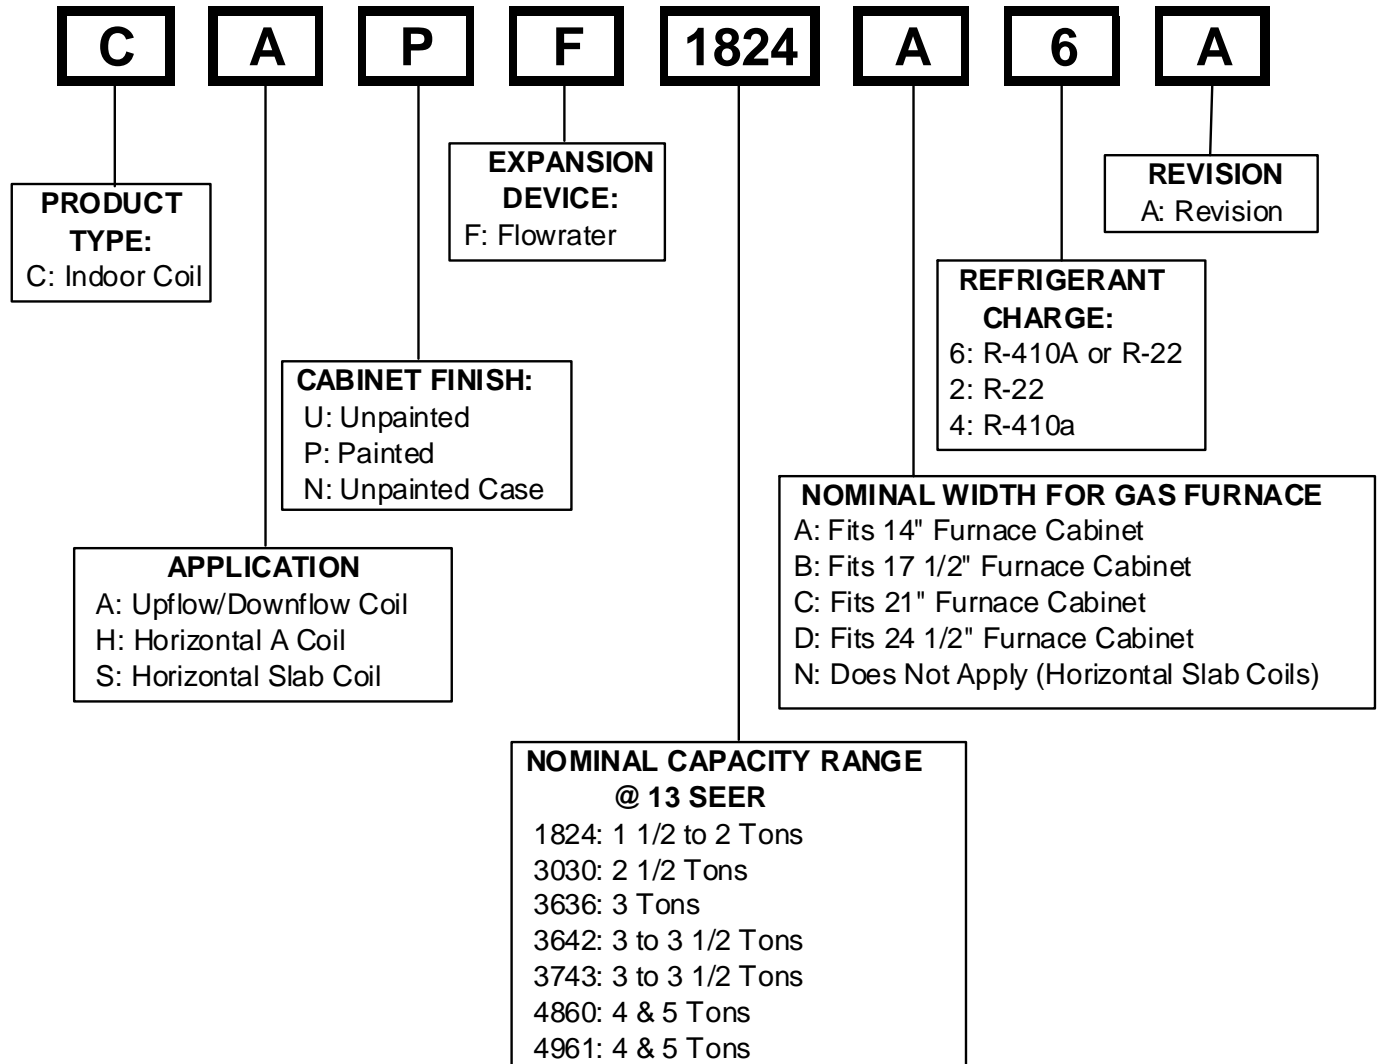 C A P F 1824 A 6 A
PRODUCT
TYPE:
C: Indoor Coil
EXPANSION
DEVICE:
F: Flowrater
REVISION
A: Revision
REFRIGERANT
CHARGE:
6: R-410A or R-22
2: R-22
4: R-410a
CABINET FINISH:
U: Unpainted
P: Painted
N: Unpainted Case
NOMINAL WIDTH FOR GAS FURNACE
A: Fits 14" Furnace Cabinet
B: Fits 17 1/2" Furnace Cabinet
C: Fits 21" Furnace Cabinet
D: Fits 24 1/2" Furnace Cabinet
N: Does Not Apply (Horizontal Slab Coils)
APPLICATION
A: Upflow/Downflow Coil
H: Horizontal A Coil
S: Horizontal Slab Coil
NOMINAL CAPACITY RANGE
@ 13 SEER
1824: 1 1/2 to 2 Tons
3030: 2 1/2 Tons
3636: 3 Tons
3642: 3 to 3 1/2 Tons
3743: 3 to 3 1/2 Tons
4860: 4 & 5 Tons
4961: 4 & 5 Tons